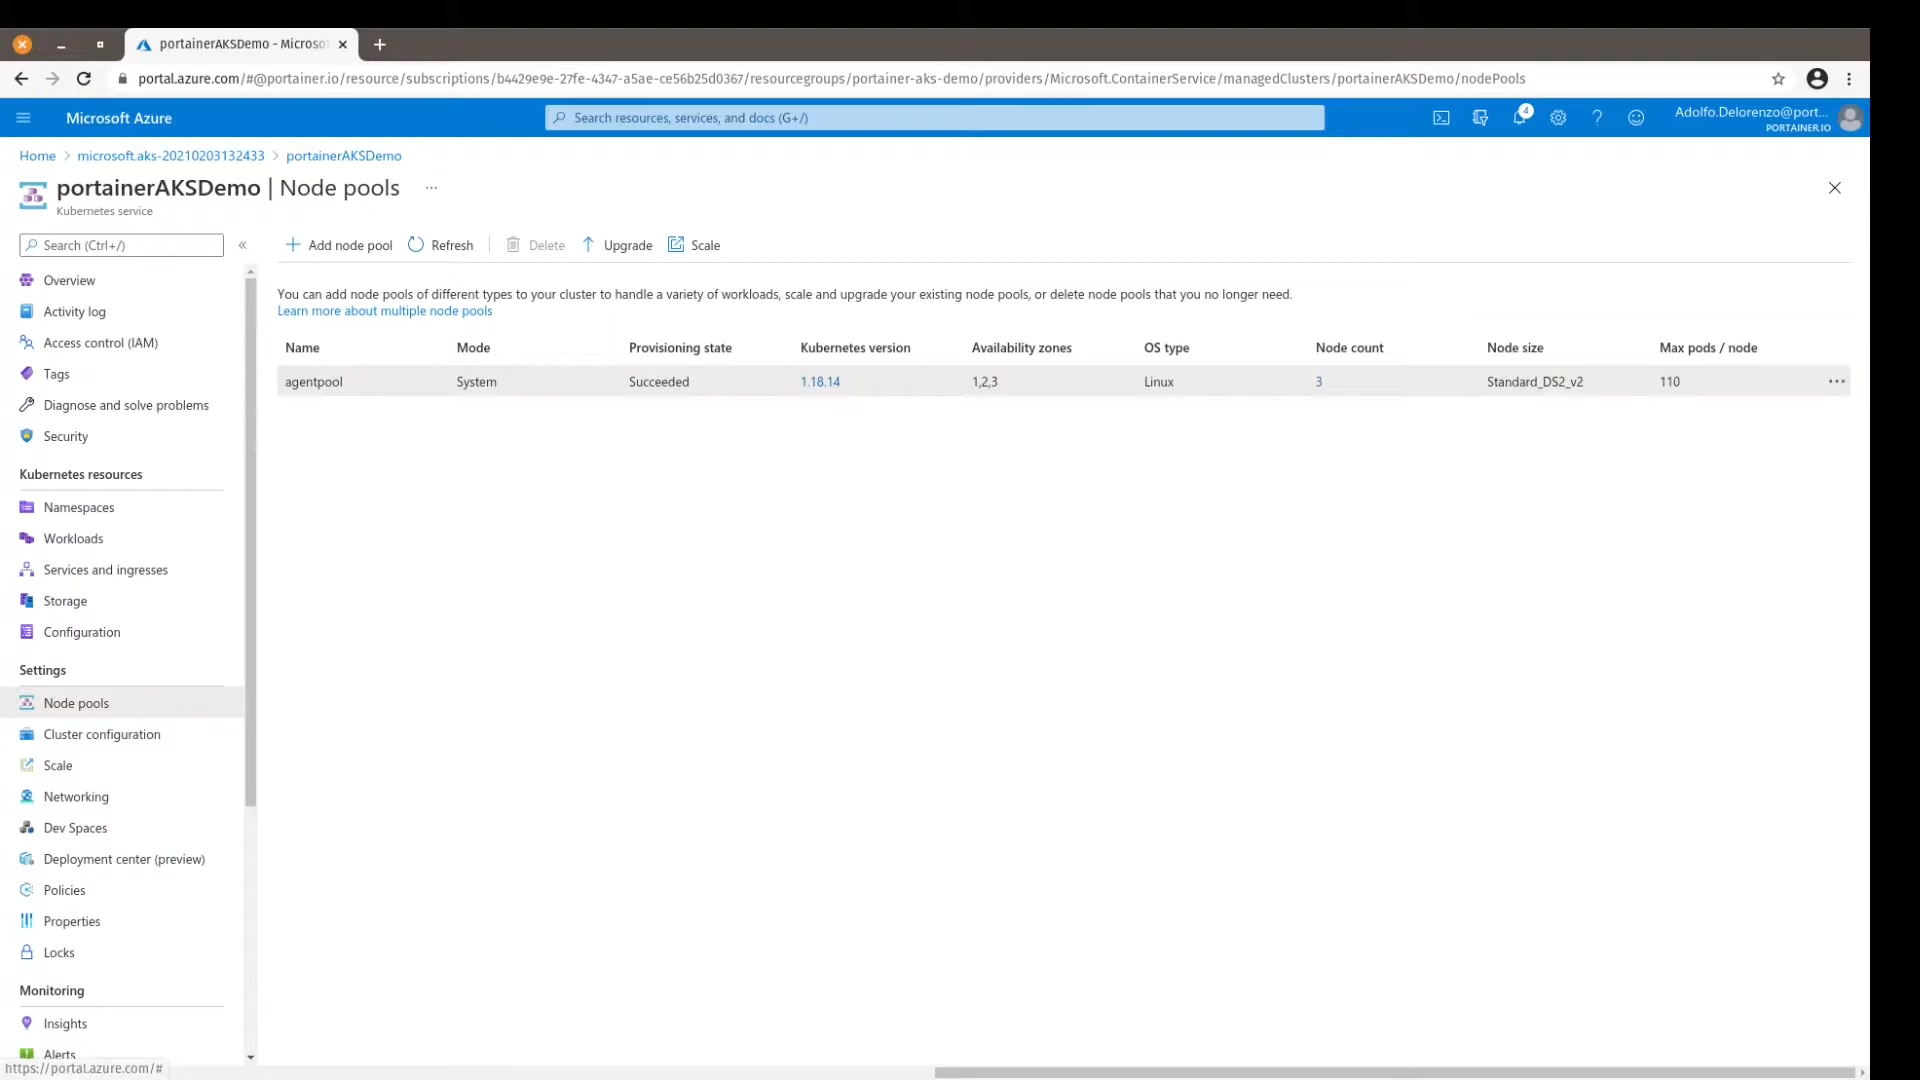 portainerAKSDemo - Microso
portal.azure.com/#@portainer.io/resource/subscriptions/b4429e9e-27fe-4347-a5ae-ce56b25d0367/resourcegroups/portainer-aks-demo/providers/Microsoft.ContainerService/managedClusters/portainerAKSDemo/nodePools
Microsoft Azure
Search resources, services, and docs (G+/)
4
Adolfo.Delorenzo@port...
PORTAINER.IO
Home > microsoft.aks-20210203132433 > portainerAKSDemo
portainerAKSDemo | Node pools ...
Kubernetes service
Search (Ctrl+/)
«
Add node pool
Refresh
Delete
Upgrade
Scale
You can add node pools of different types to your cluster to handle a variety of workloads, scale and upgrade your existing node pools, or delete node pools that you no longer need.
Learn more about multiple node pools
Name Mode Provisioning state Kubernetes version Availability zones OS type Node count Node size Max pods / node
agentpool System Succeeded 1.18.14 1,2,3 Linux 3 Standard_DS2_v2 110 ...
Overview
Activity log
Access control (IAM)
Tags
Diagnose and solve problems
Security
Kubernetes resources
Namespaces
Workloads
Services and ingresses
Storage
Configuration
Settings
Node pools
Cluster configuration
Scale
Networking
Dev Spaces
Deployment center (preview)
Policies
Properties
Locks
Monitoring
Insights
Alerts
https://portal.azure.com/#